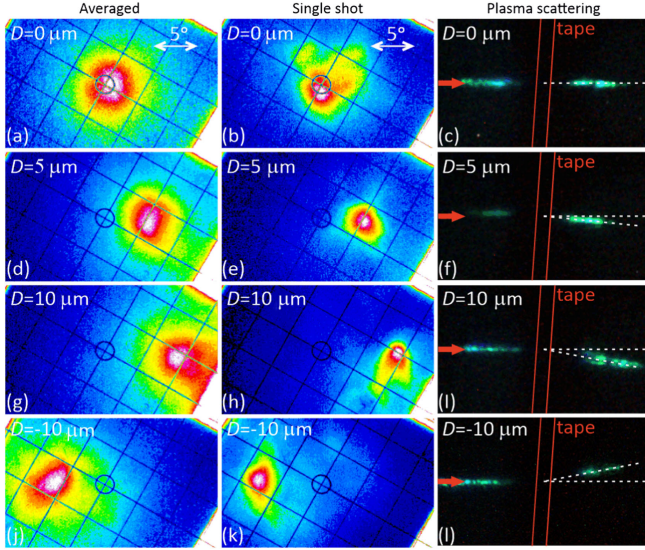 Averaged Single shot Plasma scattering
D=0 µm 5° D=0 µm 5° D=0 µm
tape
(a) (b) (c)
D=5 µm D=5 µm D=5 µm
tape
(d) (e) (f)
D=10 µm D=10 µm D=10 µm
tape
(g) (h) (I)
D=-10 µm D=-10 µm D=-10 µm
tape
(j) (k) (l)